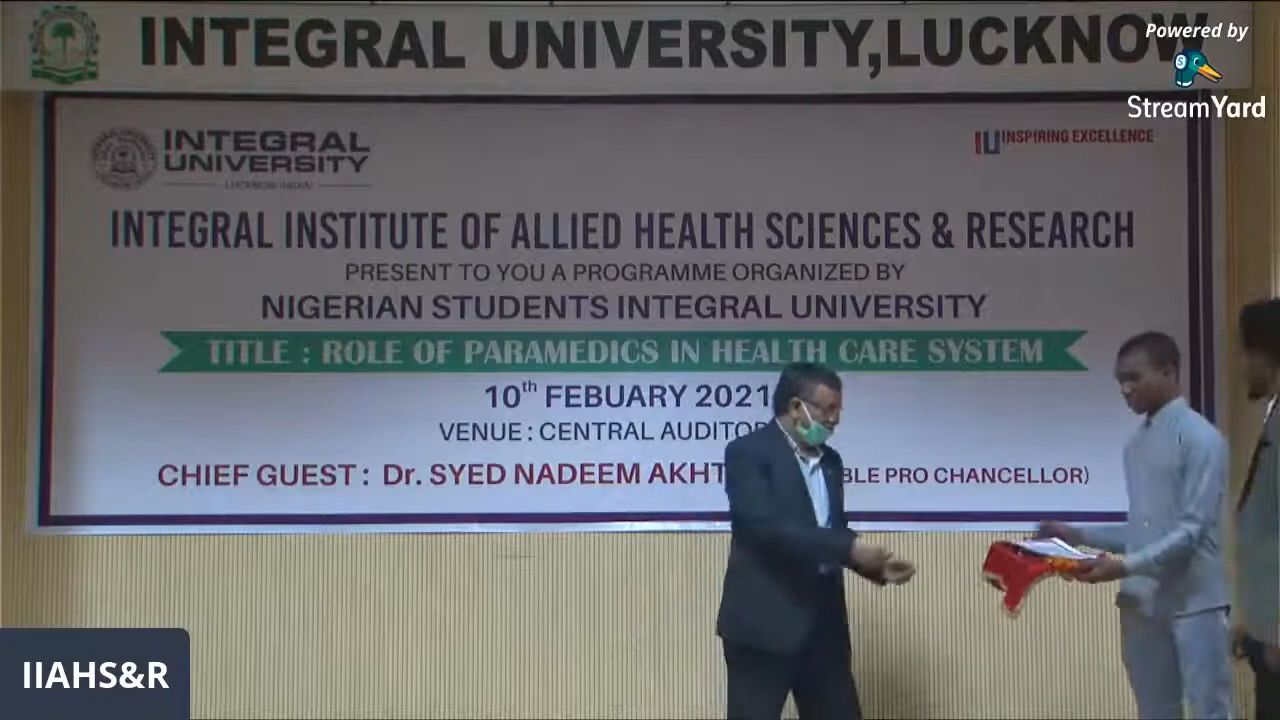 INTEGRAL UNIVERSITY,LUCKNOW
Powered by
StreamYard
INTEGRAL
UNIVERSITY
IU INSPIRING EXCELLENCE
INTEGRAL INSTITUTE OF ALLIED HEALTH SCIENCES & RESEARCH
PRESENT TO YOU A PROGRAMME ORGANIZED BY
NIGERIAN STUDENTS INTEGRAL UNIVERSITY
TITLE : ROLE OF PARAMEDICS IN HEALTH CARE SYSTEM
10th FEBUARY 2021
VENUE : CENTRAL AUDITO
CHIEF GUEST : Dr. SYED NADEEM AKHT BLE PRO CHANCELLOR)
IIAHS&R